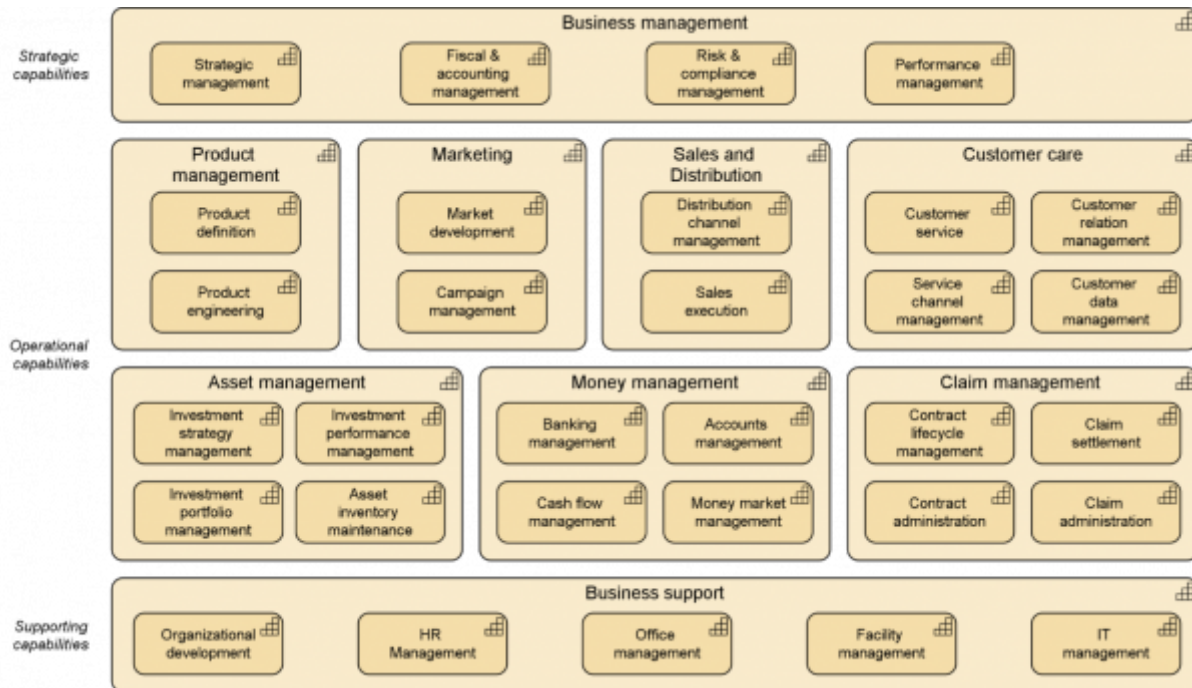 Business management
Strategic
capabilities
Strategic
management
Fiscal &
accounting
management
Risk &
compliance
management
Performance
management
Product
management
Product
definition
Product
engineering
Marketing
Market
development
Campaign
management
Sales and
Distribution
Distribution
channel
management
Sales
execution
Customer care
Customer
service
Customer
relation
management
Service
channel
management
Customer
data
management
Operational
capabilities
Asset management
Investment
strategy
management
Investment
performance
management
Investment
portfolio
management
Asset
inventory
maintenance
Money management
Banking
management
Accounts
management
Cash flow
management
Money market
management
Claim management
Contract
lifecycle
management
Claim
settlement
Contract
administration
Claim
administration
Business support
Supporting
capabilities
Organizational
development
HR
Management
Office
management
Facility
management
IT
management